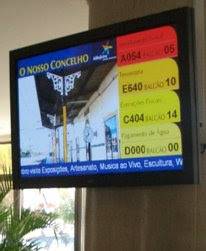 O NOSSO CONCELHO
A054 BALCÃO 05
Tesouraria
E640 BALCÃO 10
Execuções Fiscais
C404 BALCÃO 14
Pagamento de Água
D000 BALCÃO 00
visite Exposições, Artesanato, Musica ao Vivo, Escultura, W